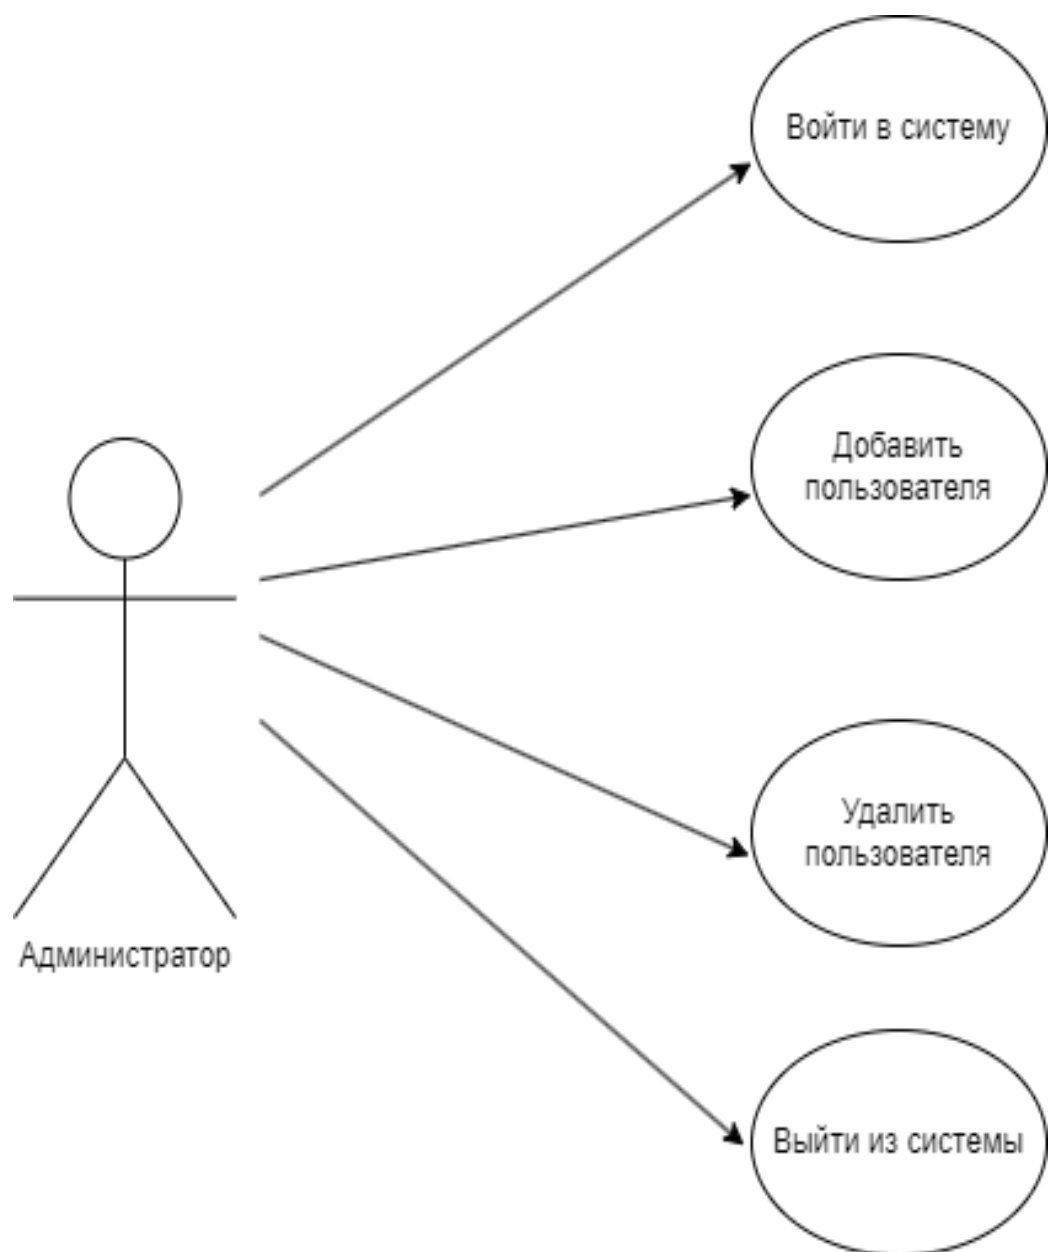 Войти в систему
Добавить
пользователя
Удалить
пользователя
Администратор
Выйти из системы